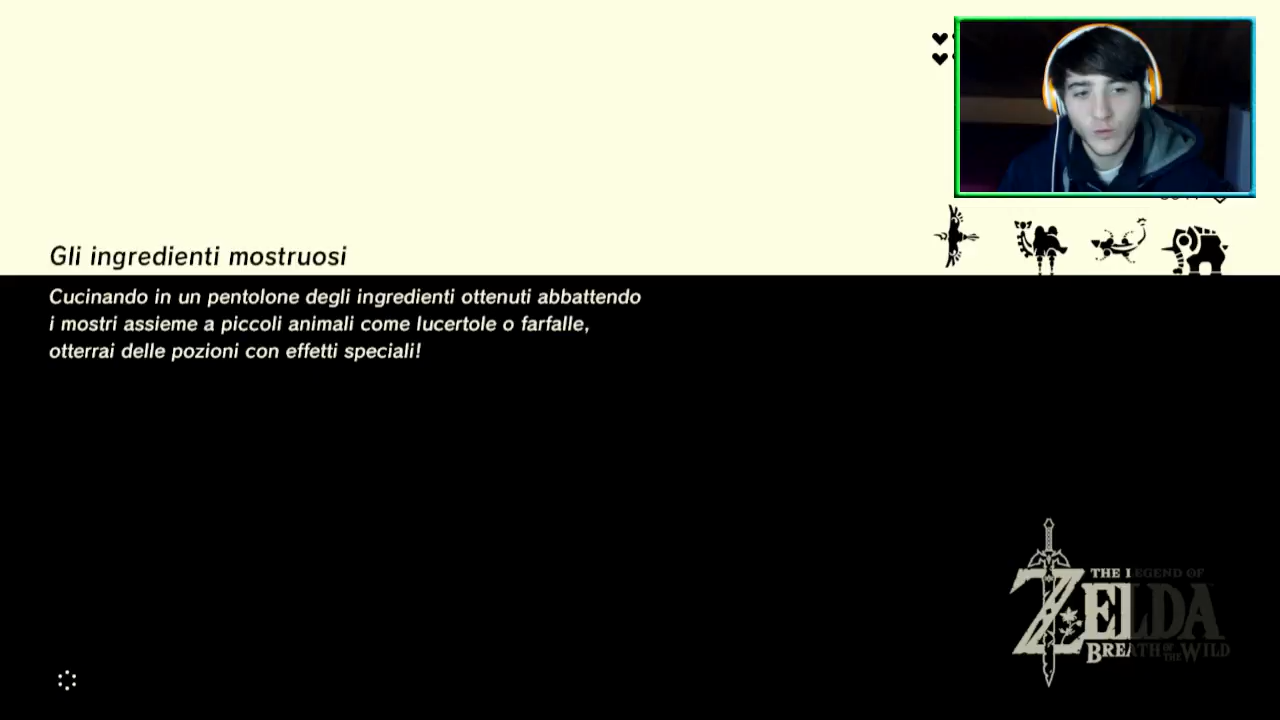 Gli ingredienti mostruosi
Cucinando in un pentolone degli ingredienti ottenuti abbattendo
i mostri assieme a piccoli animali come lucertole o farfalle,
otterrai delle pozioni con effetti speciali!
THE LEGEND OF
ZELDA
BREATH OF THE WILD